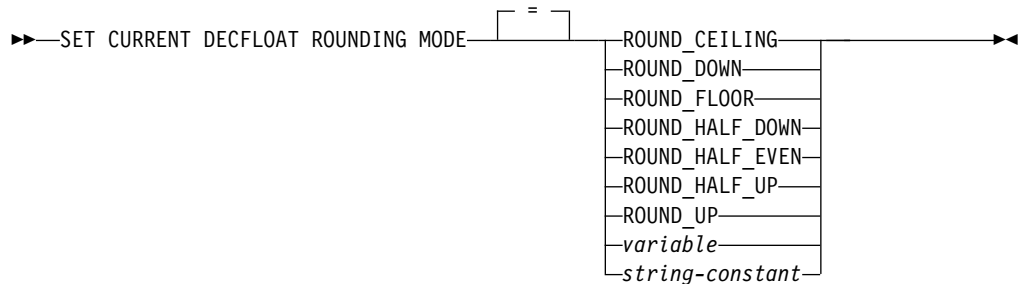 =
SET CURRENT DECFLOAT ROUNDING MODE ROUND_CEILING
ROUND_DOWN
ROUND_FLOOR
ROUND_HALF_DOWN
ROUND_HALF_EVEN
ROUND_HALF_UP
ROUND_UP
variable
string-constant